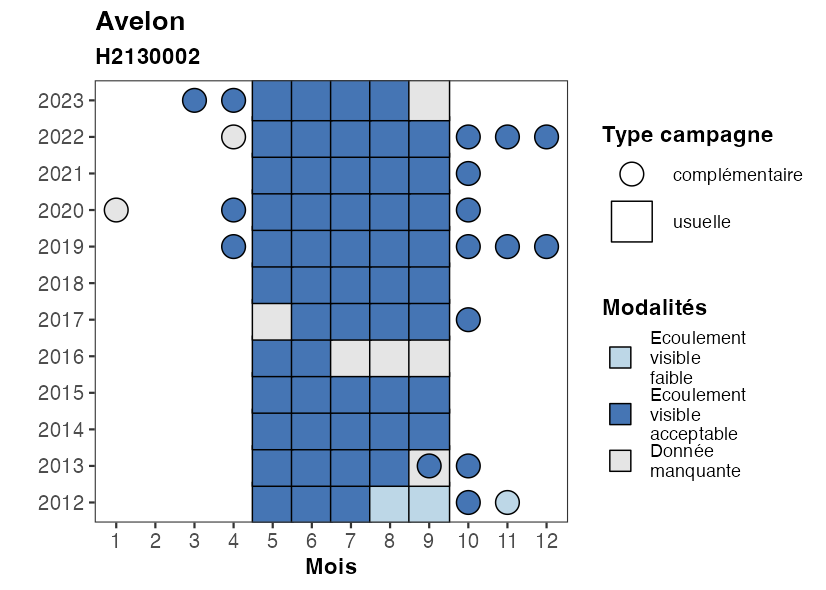 Avelon
H2130002
2023
2022
2021
2020
2019
2018
2017
2016
2015
2014
2013
2012
1 2 3 4 5 6 7 8 9 10 11 12
Mois
Type campagne
complémentaire
usuelle
Modalités
Ecoulement
visible
faible
Ecoulement
visible
acceptable
Donnée
manquante